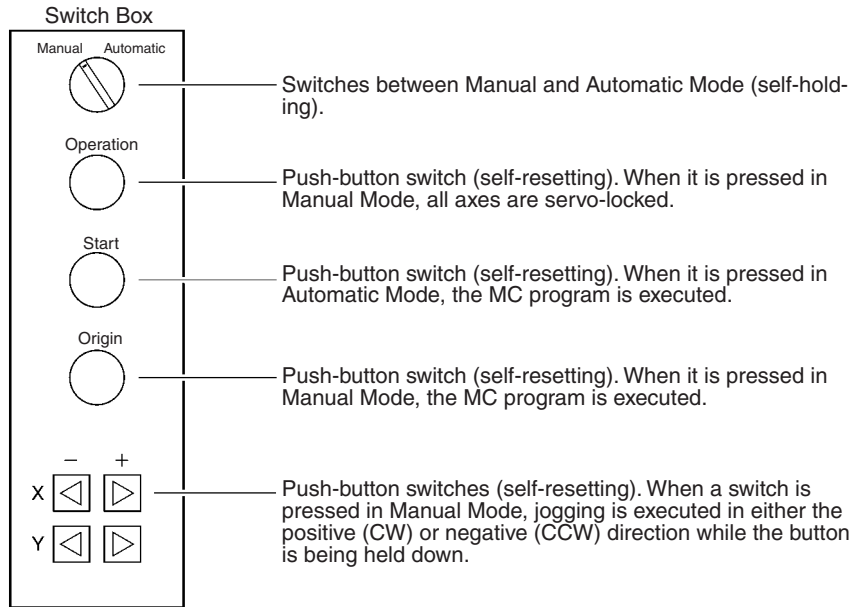 Switch Box
Manual Automatic
Switches between Manual and Automatic Mode (self-hold-
ing).
Operation
Push-button switch (self-resetting). When it is pressed in
Manual Mode, all axes are servo-locked.
Start
Push-button switch (self-resetting). When it is pressed in
Automatic Mode, the MC program is executed.
Origin
Push-button switch (self-resetting). When it is pressed in
Manual Mode, the MC program is executed.
− +
X
Push-button switches (self-resetting). When a switch is
pressed in Manual Mode, jogging is executed in either the
positive (CW) or negative (CCW) direction while the button
is being held down.
Y